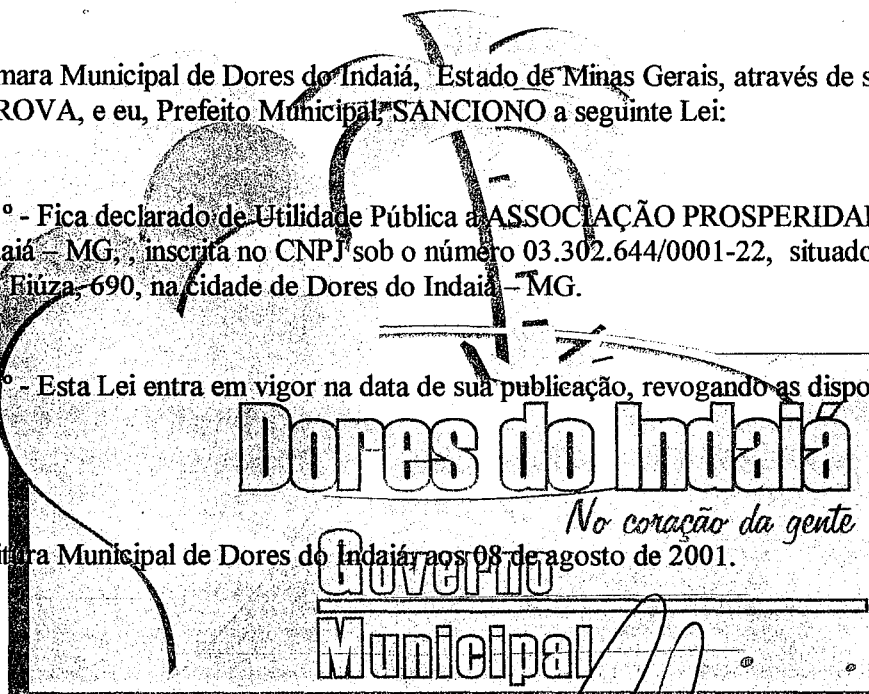 mara Municipal de Dores do Indaiá, Estado de Minas Gerais, através de s
ROVA, e eu, Prefeito Municipal, SANCIONO a seguinte Lei:
º - Fica declarado de Utilidade Pública a ASSOCIAÇÃO PROSPERIDA
aiá – MG, , inscrita no CNPJ sob o número 03.302.644/0001-22, situado
Fiúza, 690, na cidade de Dores do Indaiá – MG.
º - Esta Lei entra em vigor na data de sua publicação, revogando as dispo
Dores do Indaiá
No coração da gente
itura Municipal de Dores do Indaiá, aos 08 de agosto de 2001.
Governo
Municipal